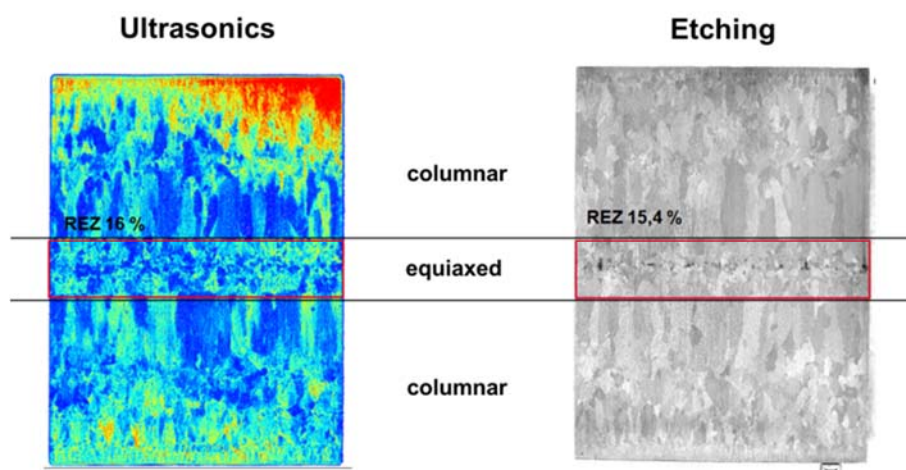 Ultrasonics
Etching
columnar
REZ 16 %
REZ 15,4 %
equiaxed
columnar